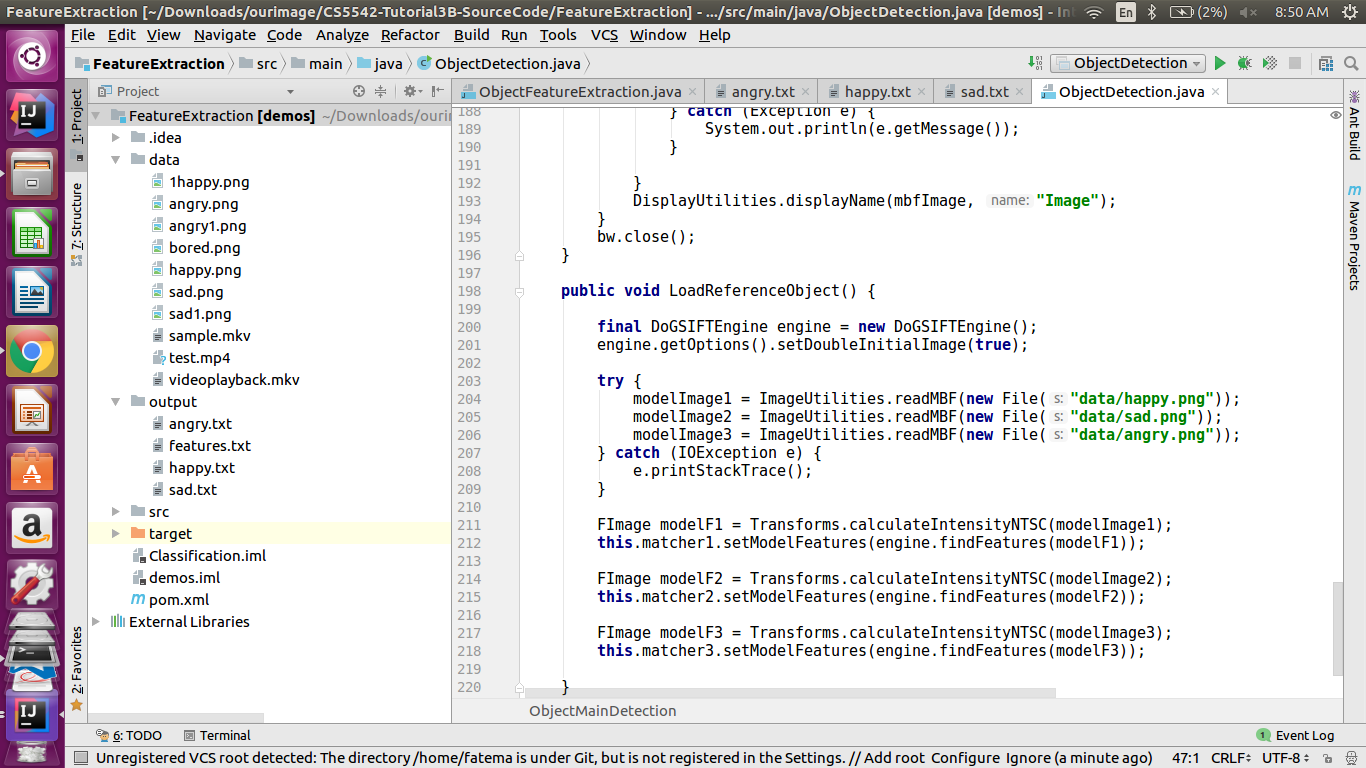 FeatureExtraction [~/Downloads/ourimage/CS5542-Tutorial3B-SourceCode/FeatureExtraction] - .../src/main/java/ObjectDetection.java [demos] - In
En
(2%)
8:50 AM
File Edit View Navigate Code Analyze Refactor Build Run Tools VCS Window Help
FeatureExtraction src main java ObjectDetection.java
ObjectDetection
1: Project
7: Structure
2: Favorites
Project
FeatureExtraction [demos] ~/Downloads/ouri
.idea
data
1happy.png
angry.png
angry1.png
bored.png
happy.png
sad.png
sad1.png
sample.mkv
test.mp4
videoplayback.mkv
output
angry.txt
features.txt
happy.txt
sad.txt
src
target
Classification.iml
demos.iml
pom.xml
External Libraries
ObjectFeatureExtraction.java angry.txt happy.txt sad.txt ObjectDetection.java
188 } catch (Exception e) {
189 System.out.println(e.getMessage());
190 }
191
192 }
193 DisplayUtilities.displayName(mbfImage, name: "Image");
194 }
195 bw.close();
196 }
197
198 public void LoadReferenceObject() {
199
200 final DoGSIFTEngine engine = new DoGSIFTEngine();
201 engine.getOptions().setDoubleInitialImage(true);
202
203 try {
204 modelImage1 = ImageUtilities.readMBF(new File( s: "data/happy.png"));
205 modelImage2 = ImageUtilities.readMBF(new File( s: "data/sad.png"));
206 modelImage3 = ImageUtilities.readMBF(new File( s: "data/angry.png"));
207 } catch (IOException e) {
208 e.printStackTrace();
209 }
210
211 FImage modelF1 = Transforms.calculateIntensityNTSC(modelImage1);
212 this.matcher1.setModelFeatures(engine.findFeatures(modelF1));
213
214 FImage modelF2 = Transforms.calculateIntensityNTSC(modelImage2);
215 this.matcher2.setModelFeatures(engine.findFeatures(modelF2));
216
217 FImage modelF3 = Transforms.calculateIntensityNTSC(modelImage3);
218 this.matcher3.setModelFeatures(engine.findFeatures(modelF3));
219
220 }
ObjectMainDetection
Ant Build
m
Maven Projects
6: TODO Terminal
1 Event Log
Unregistered VCS root detected: The directory /home/fatema is under Git, but is not registered in the Settings. // Add root Configure Ignore (a minute ago) 47:1 CRLF UTF-8